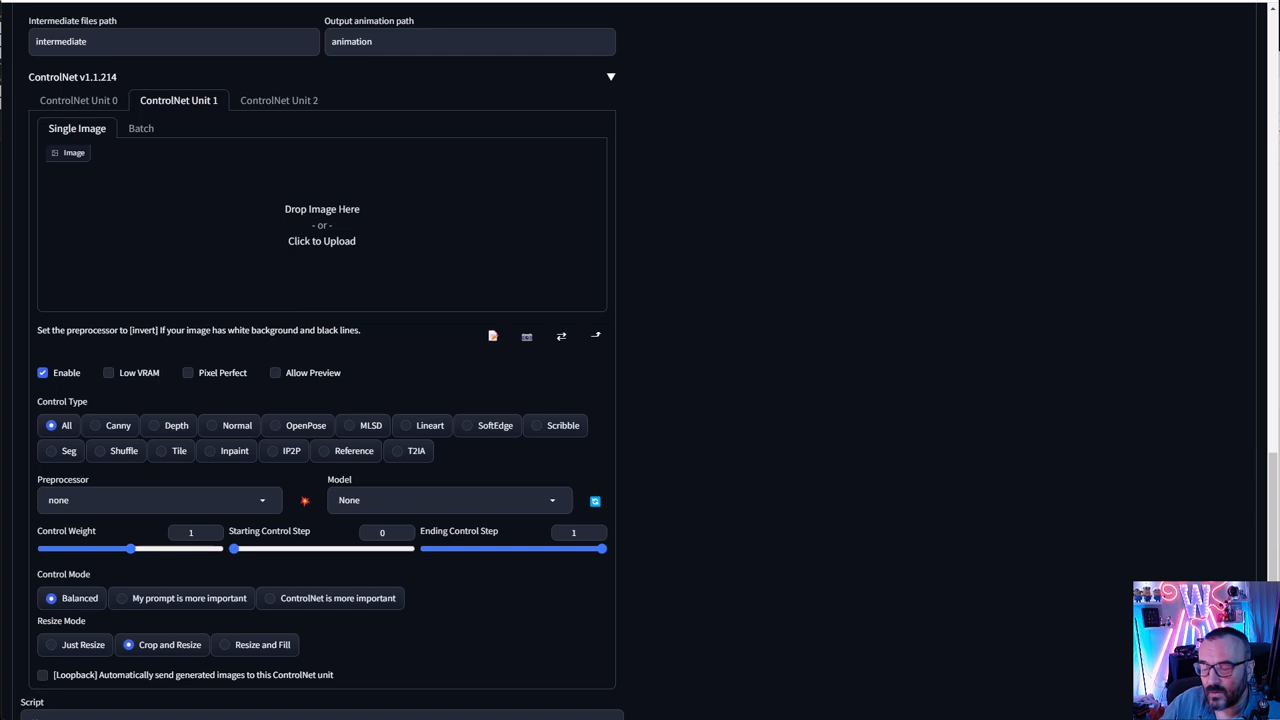 Intermediate files path Output animation path
intermediate animation
ControlNet v1.1.214
ControlNet Unit 0 ControlNet Unit 1 ControlNet Unit 2
Single Image Batch
Image
Drop Image Here
- or -
Click to Upload
Set the preprocessor to [invert] If your image has white background and black lines.
Enable Low VRAM Pixel Perfect Allow Preview
Control Type
All Canny Depth Normal OpenPose MLSD Lineart SoftEdge Scribble
Seg Shuffle Tile Inpaint IP2P Reference T2IA
Preprocessor Model
none None
Control Weight 1 Starting Control Step 0 Ending Control Step 1
Control Mode
Balanced My prompt is more important ControlNet is more important
Resize Mode
Just Resize Crop and Resize Resize and Fill
[Loopback] Automatically send generated images to this ControlNet unit
Script
W